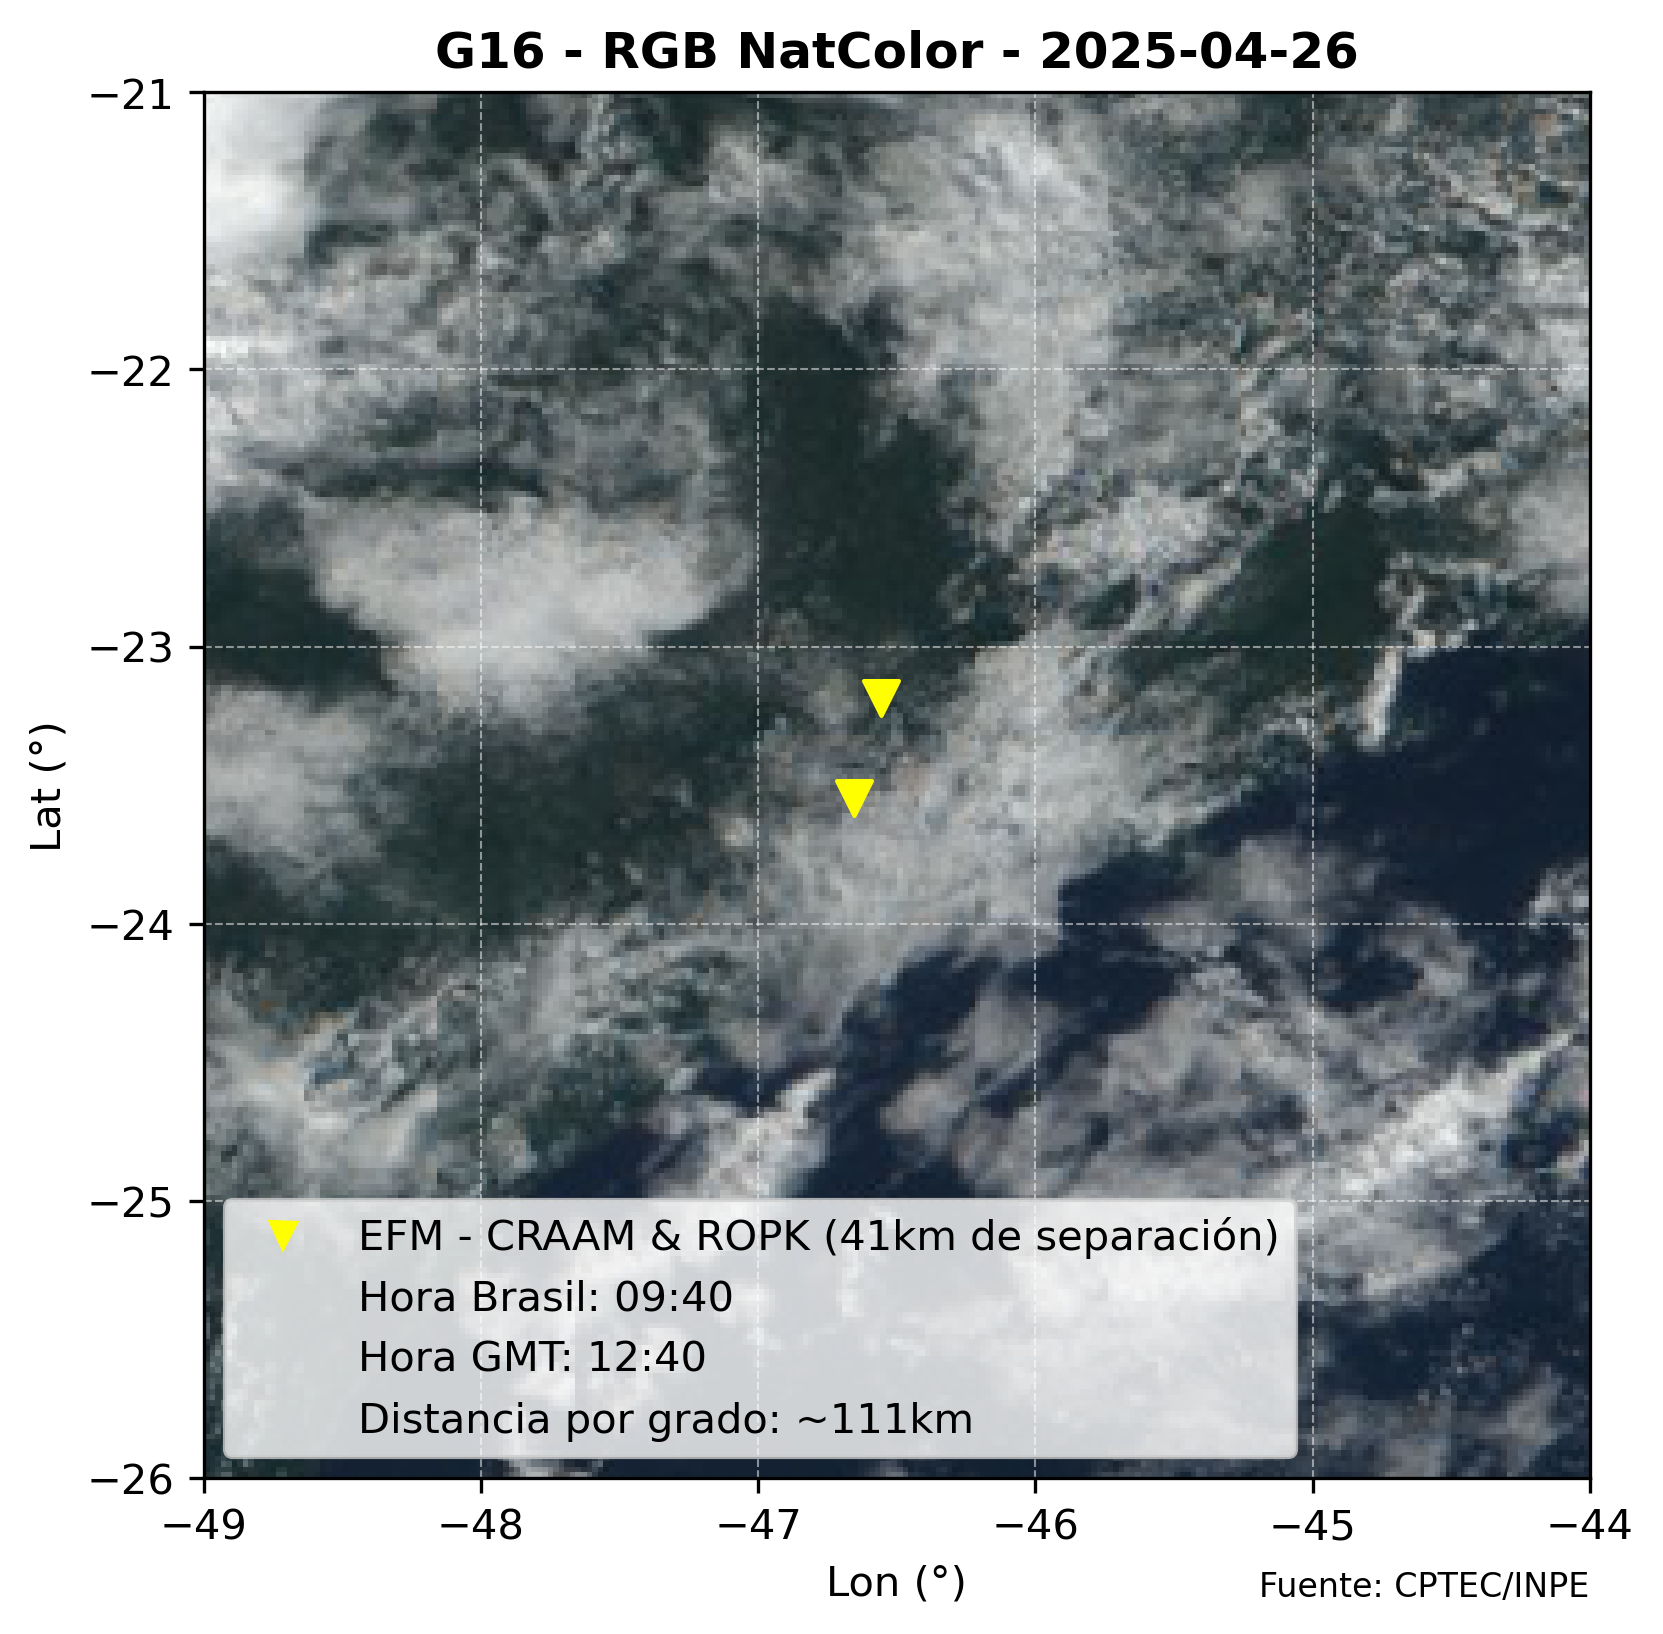 G16 - RGB NatColor - 2025-04-26
−21
−22
−23
−24
−25
−26
Lat (°)
EFM - CRAAM & ROPK (41km de separación)
Hora Brasil: 09:40
Hora GMT: 12:40
Distancia por grado: ~111km
−49 −48 −47 −46 −45 −44
Lon (°)
Fuente: CPTEC/INPE